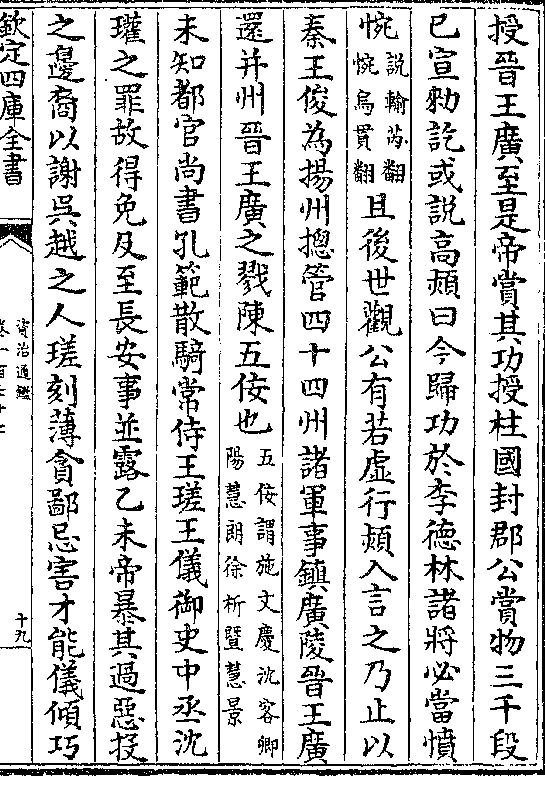 授晉王廣至是帝賞其功授柱國封郡公賞物三千段
已宣勑訖或説高熲曰今歸功於李德林諸將必當憤
惋説輸芮翻惋烏貫翻且後世觀公有若虛行熲入言之乃止以
秦王俊為揚州摠管四十四州諸軍事鎮廣陵晉王廣
還并州晉王廣之戮陳五佞也五佞謂施文慶沈客卿陽慧朗徐析暨慧景
未知都官尚書孔範散騎常侍王瑳王儀御史中丞沈
瓘之罪故得免及至長安事並露乙未帝暴其過惡投
之邊裔以謝吳越之人瑳刻薄貪鄙忌害才能儀傾巧
欽定四庫全書
資治通鑑
十九